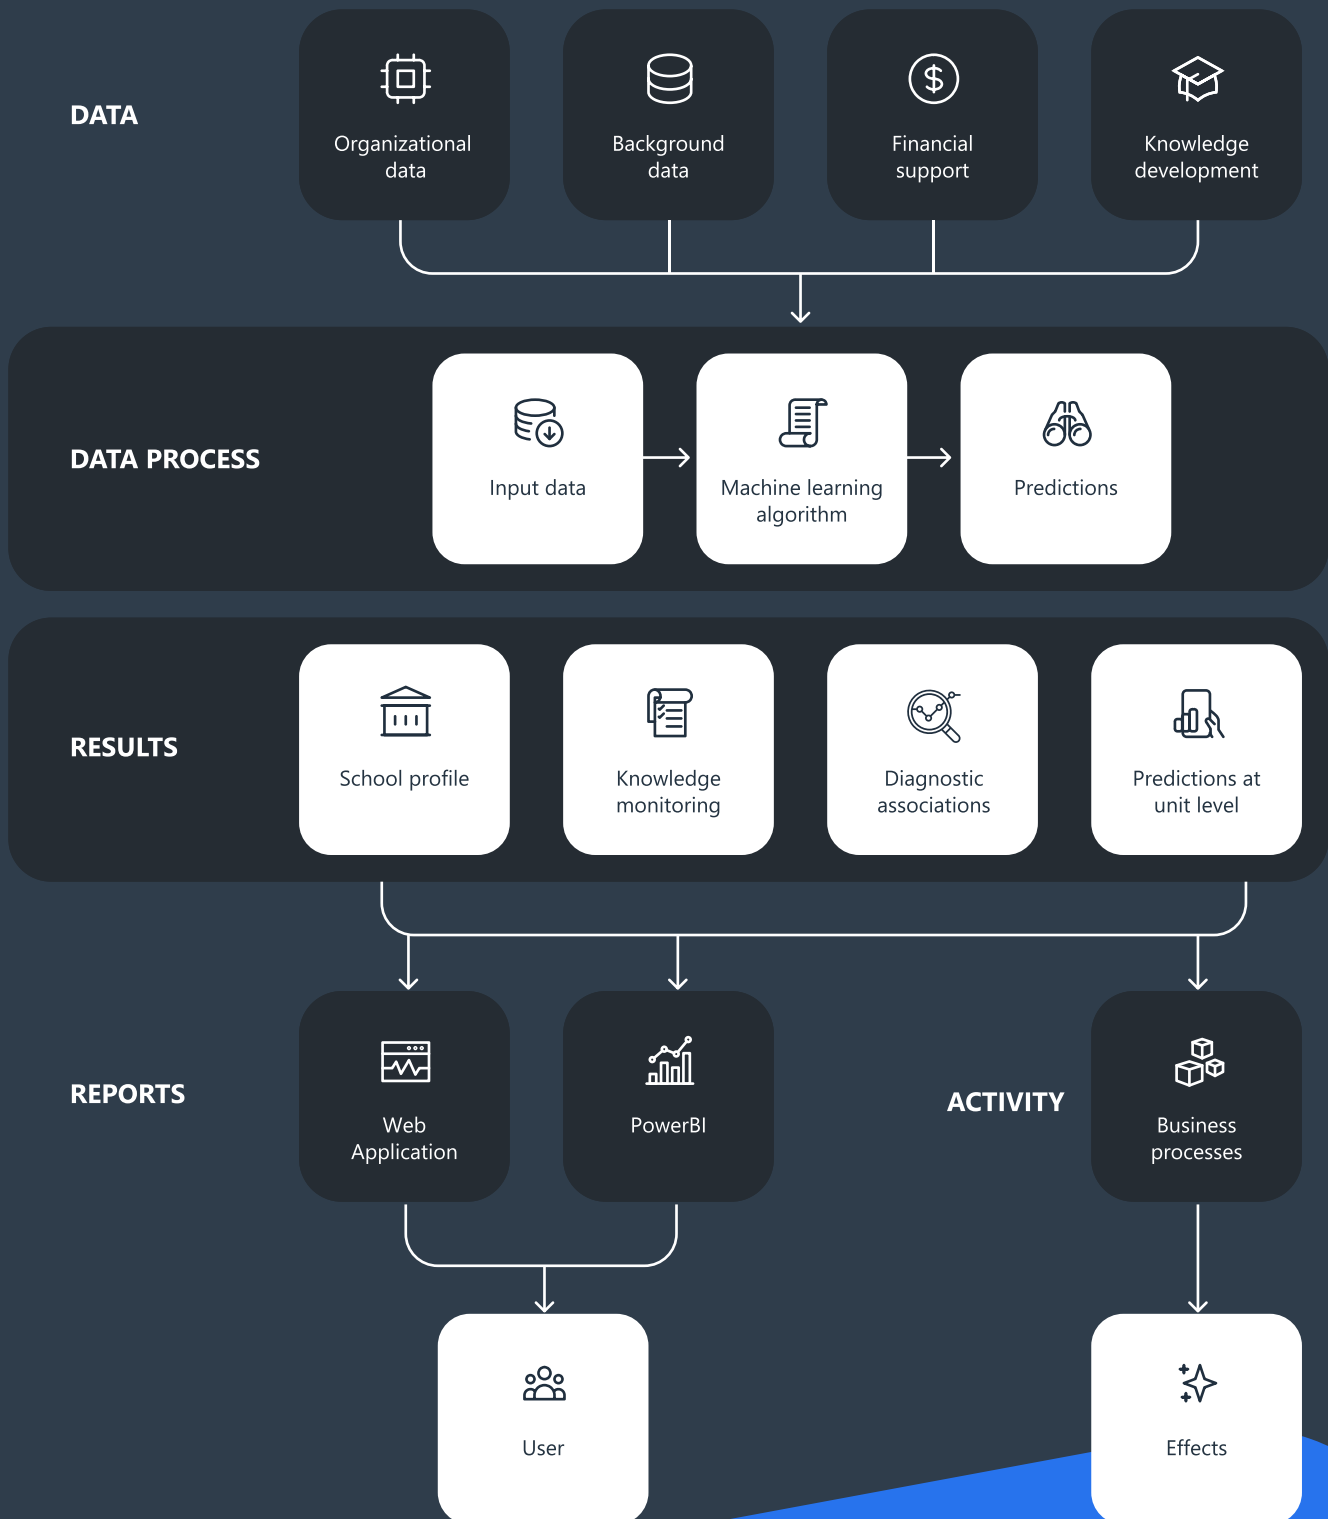 DATA
Organizational
data
Background
data
Financial
support
Knowledge
development
DATA PROCESS
Input data
Machine learning
algorithm
Predictions
RESULTS
School profile
Knowledge
monitoring
Diagnostic
associations
Predictions at
unit level
REPORTS
Web
Application
PowerBI
ACTIVITY
Business
processes
User
Effects